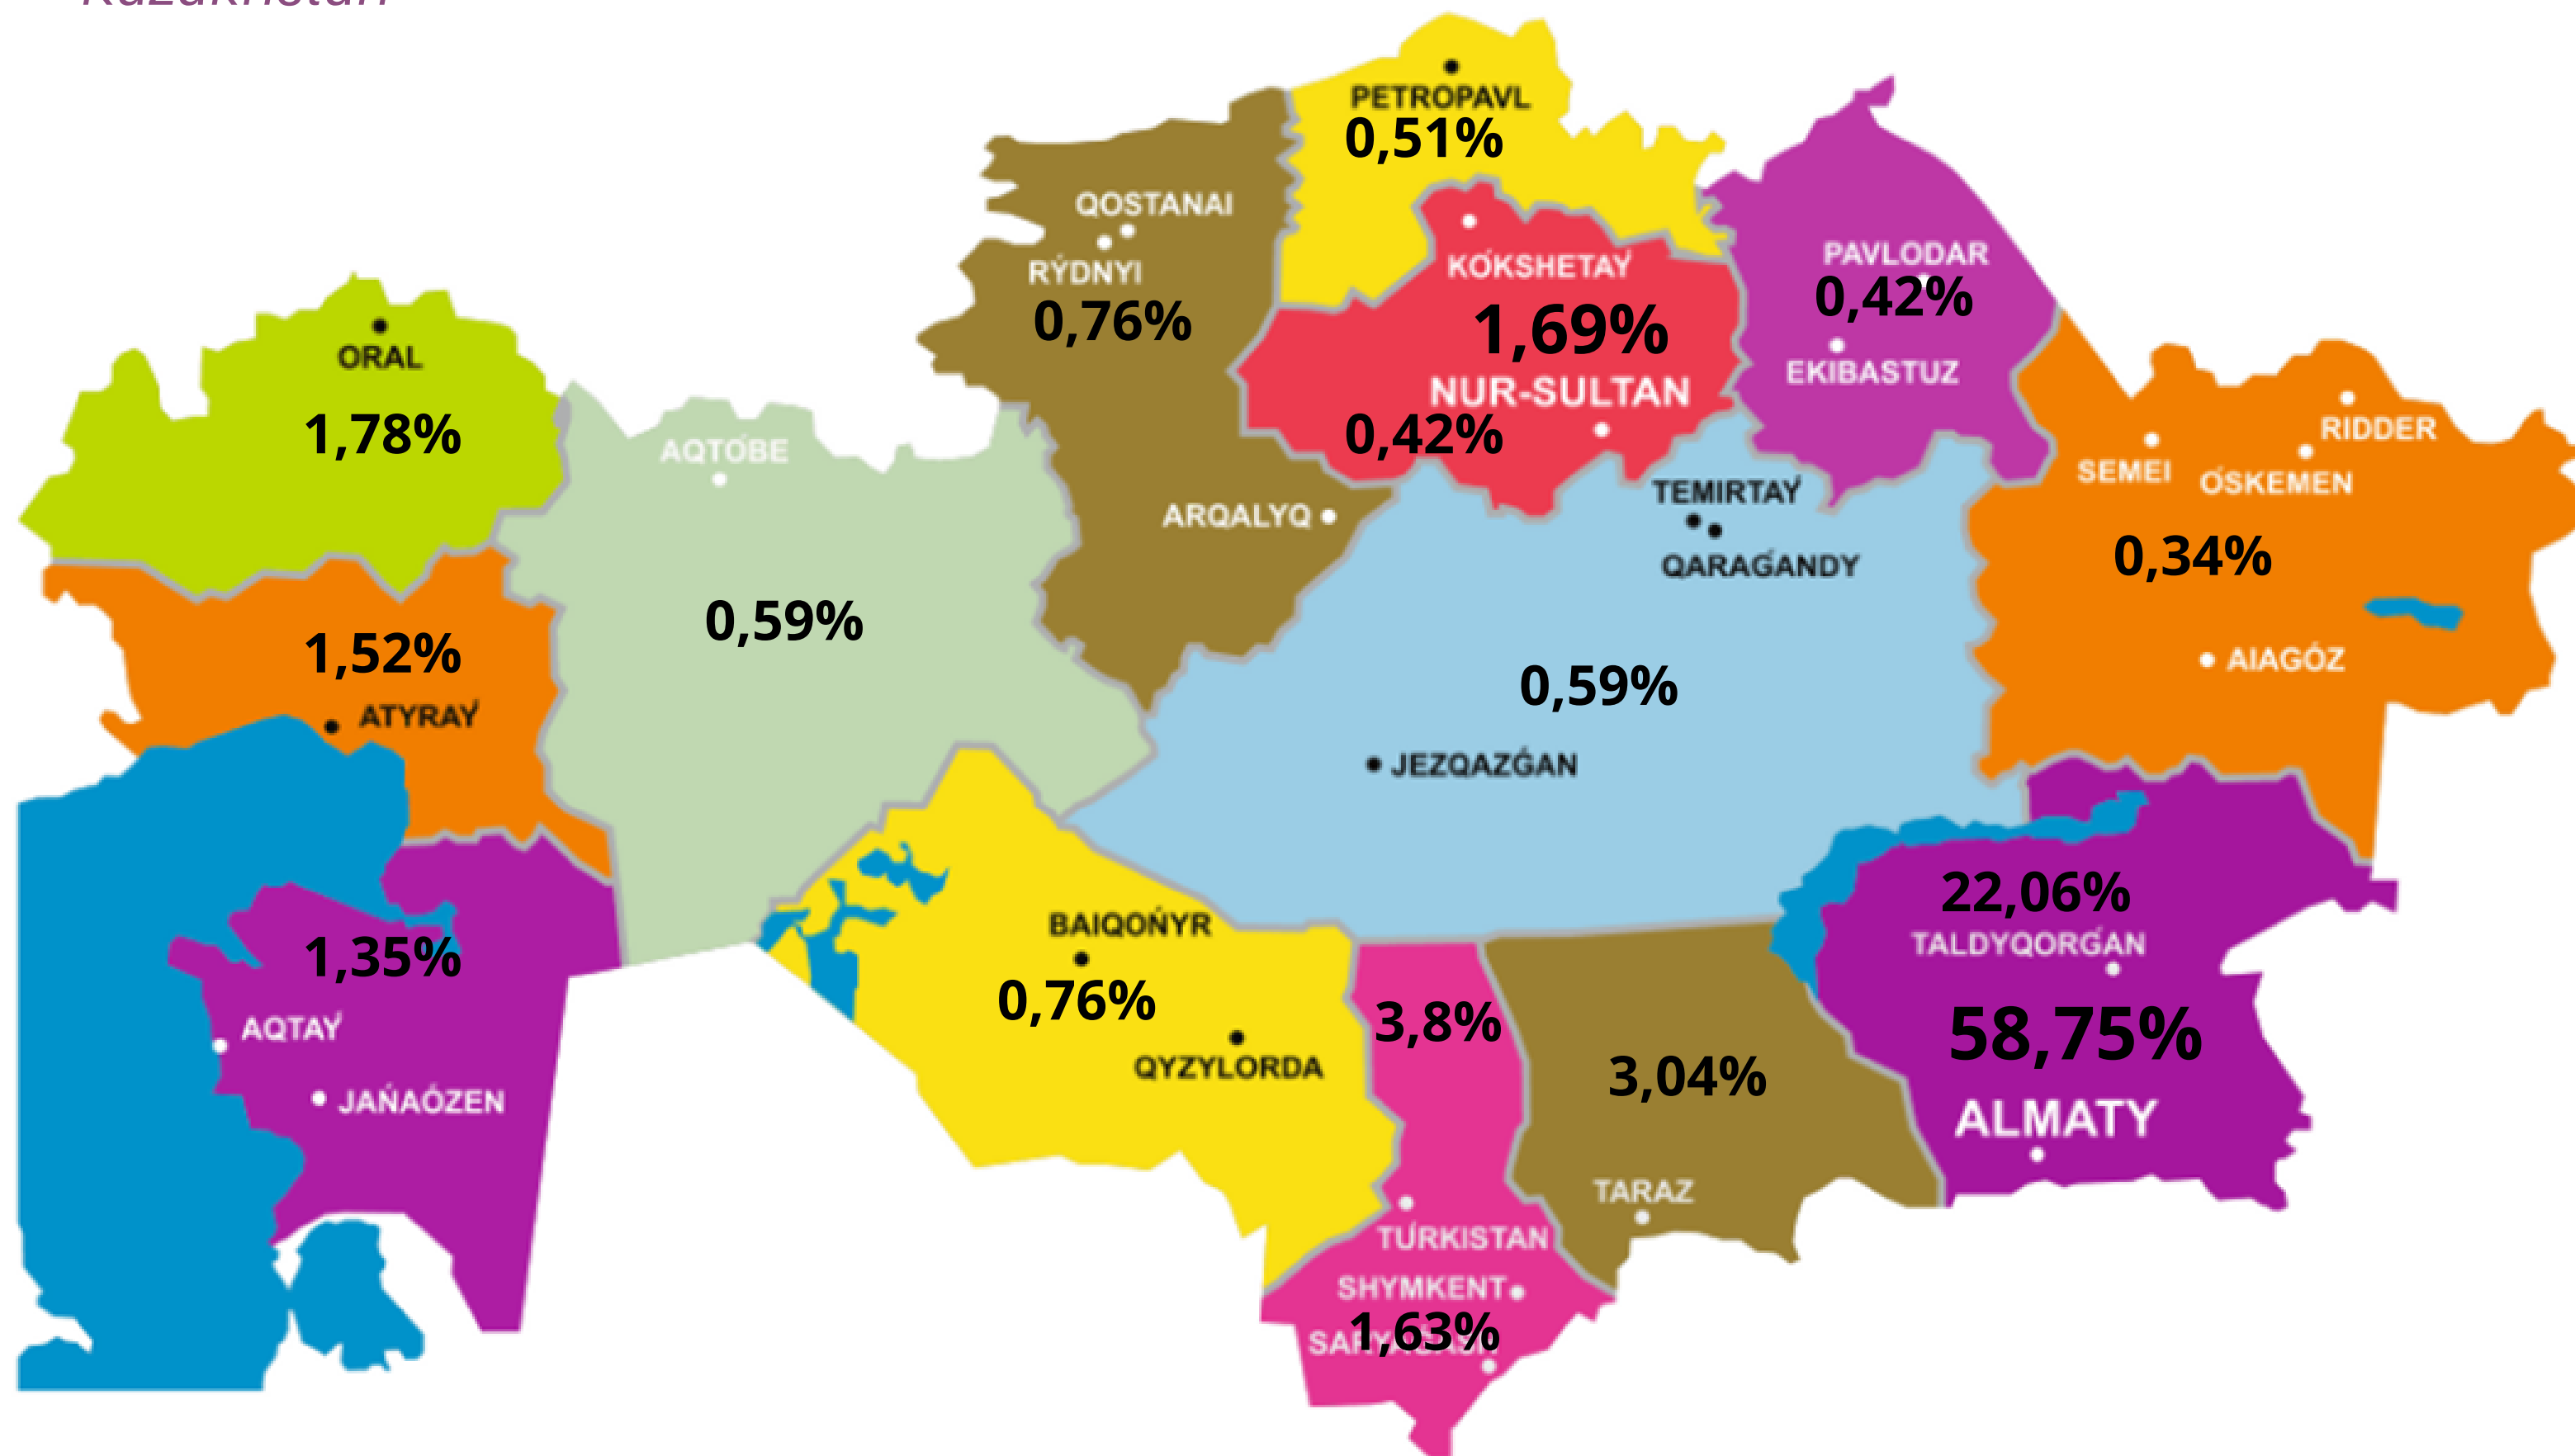 Kazakhstan
PETROPAVL
0,51%
QOSTANAI
RÝDNYI
0,76%
KÓKSHETAÝ
1,69%
NUR-SULTAN
0,42%
PAVLODAR
0,42%
EKIBASTUZ
ORAL
1,78%
AQTÓBE
0,59%
ARQALYQ
TEMIRTAÝ
QARAǴANDY
0,59%
JEZQAZǴAN
RIDDER
SEMEI
ÓSKEMEN
0,34%
AIAGÓZ
1,52%
ATYRAÝ
1,35%
AQTAÝ
JAŃAÓZEN
BAIQOŃYR
0,76%
QYZYLORDA
3,8%
3,04%
TARAZ
22,06%
TALDYQORǴAN
58,75%
ALMATY
TÚRKISTAN
SHYMKENT
1,63%